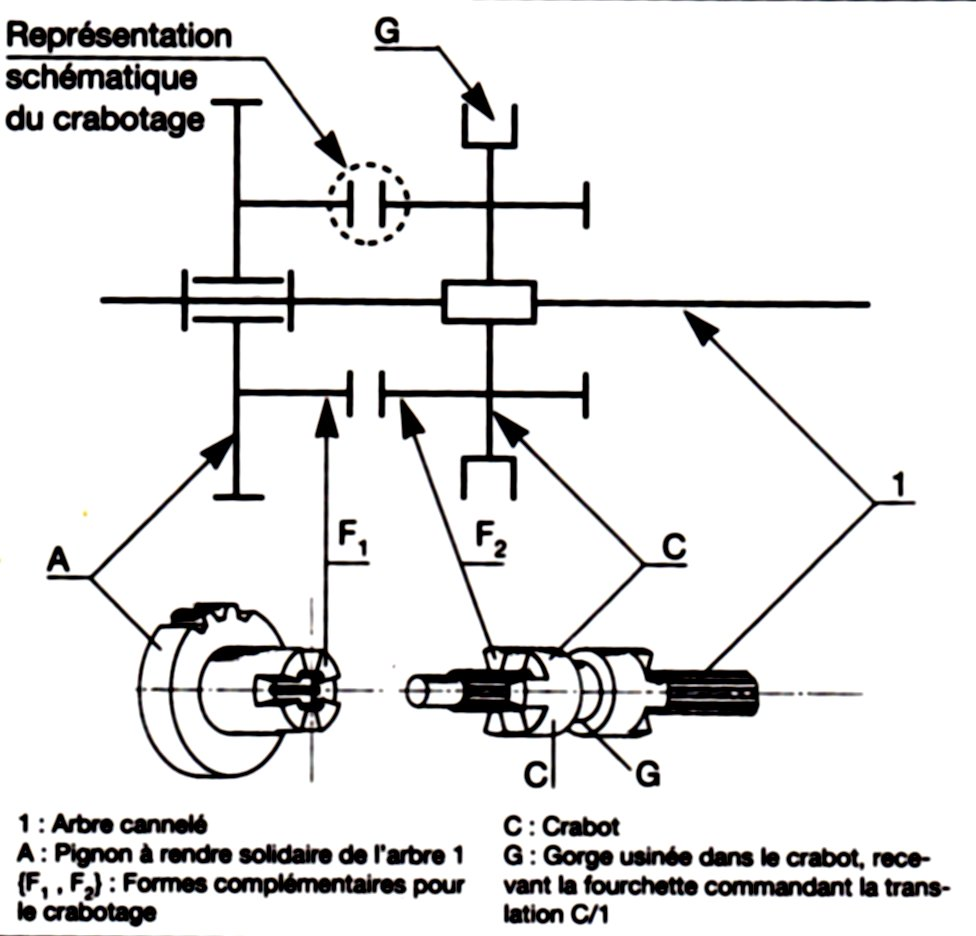 Représentation
schématique
du crabotage
G
A
F1
F2
C
1
C
G
1 : Arbre cannelé
A : Pignon à rendre solidaire de l'arbre 1
{F1 , F2} : Formes complémentaires pour
le crabotage
C : Crabot
G : Gorge usinée dans le crabot, rece-
vant la fourchette commandant la trans-
lation C/1